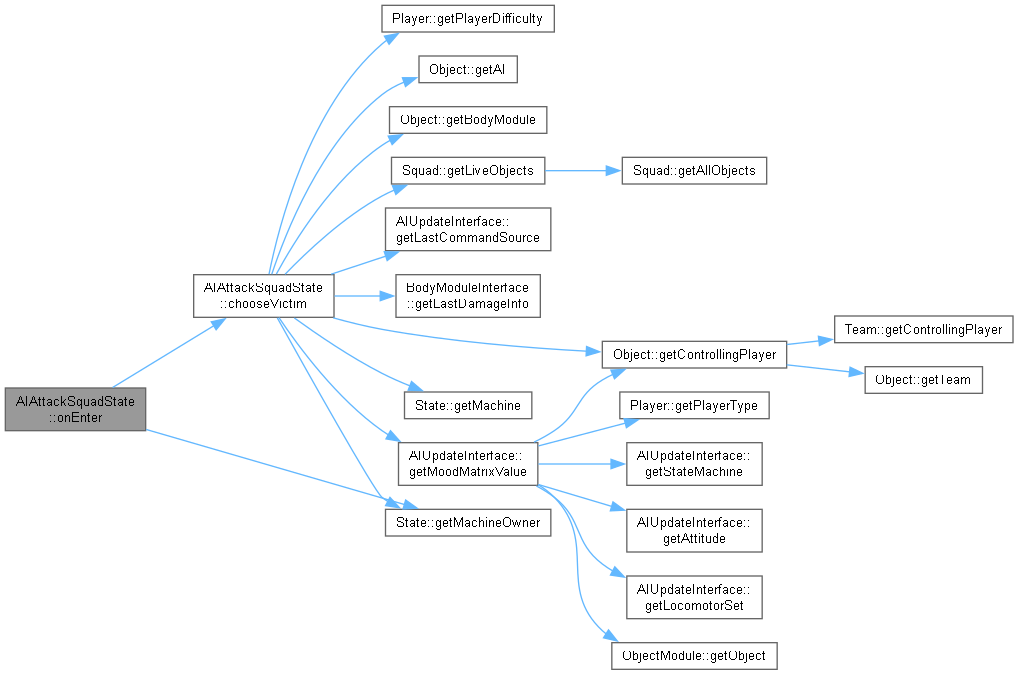 Player::getPlayerDifficulty
Object::getAI
Object::getBodyModule
Squad::getLiveObjects
Squad::getAllObjects
AIUpdateInterface::
getLastCommandSource
AIAttackSquadState
::chooseVictim
BodyModuleInterface
::getLastDamageInfo
Team::getControllingPlayer
Object::getControllingPlayer
Object::getTeam
AIAttackSquadState
::onEnter
State::getMachine
Player::getPlayerType
AIUpdateInterface::
getMoodMatrixValue
AIUpdateInterface::
getStateMachine
State::getMachineOwner
AIUpdateInterface::
getAttitude
AIUpdateInterface::
getLocomotorSet
ObjectModule::getObject